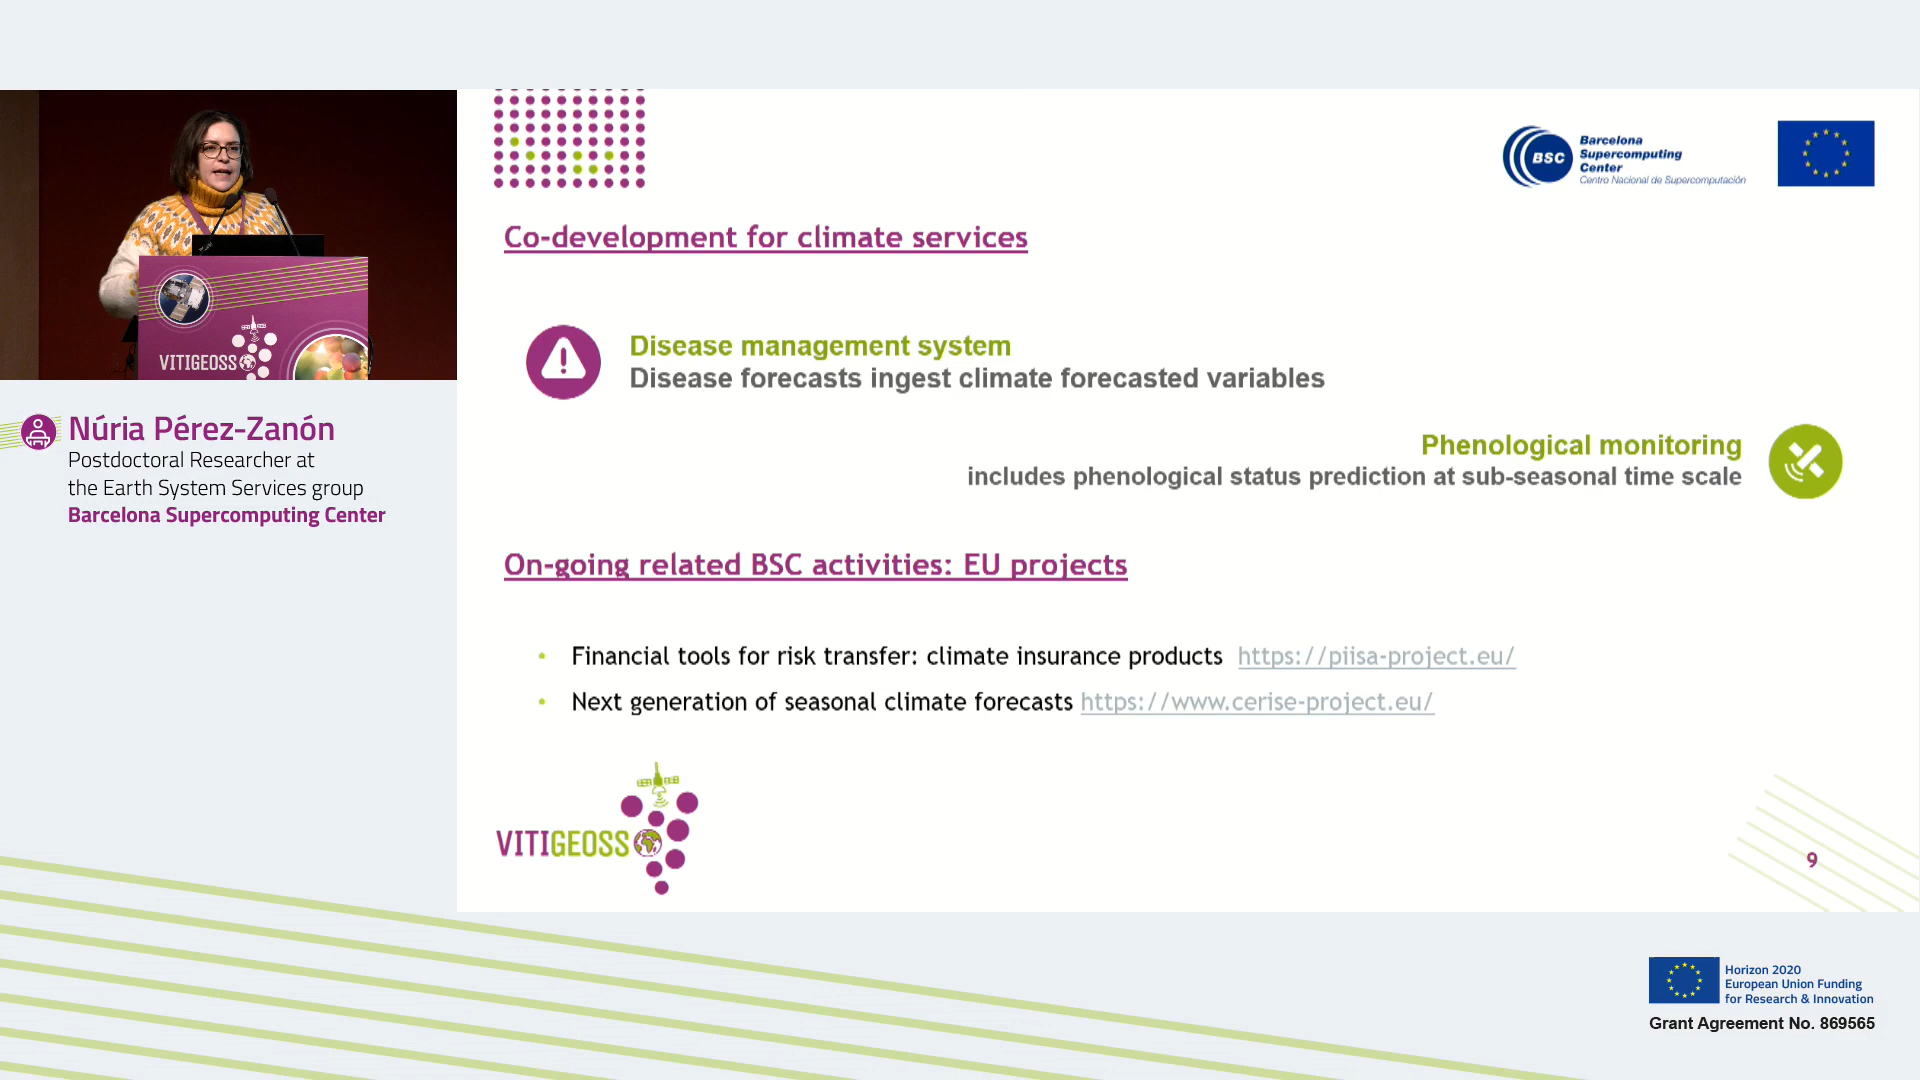 BSC
Barcelona
Supercomputing
Center
Centro Nacional de Supercomputación
Co-development for climate services
Disease management system
Disease forecasts ingest climate forecasted variables
Phenological monitoring
includes phenological status prediction at sub-seasonal time scale
On-going related BSC activities: EU projects
• Financial tools for risk transfer: climate insurance products https://piisa-project.eu/
• Next generation of seasonal climate forecasts https://www.cerise-project.eu/
VITIGEOSS
9
VITIGEOSS
Núria Pérez-Zanón
Postdoctoral Researcher at
the Earth System Services group
Barcelona Supercomputing Center
Horizon 2020
European Union Funding
for Research & Innovation
Grant Agreement No. 869565